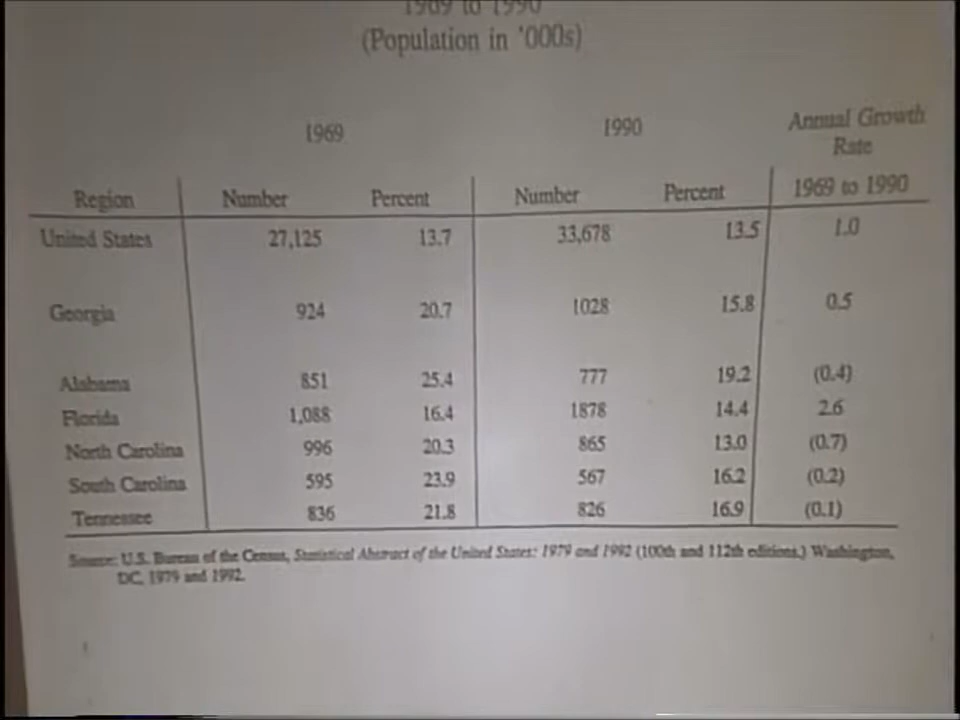 1969 to 1990
(Population in '000s)
1969 1990 Annual Growth
Rate
Region Number Percent Number Percent 1969 to 1990
United States 27,125 13.7 33,678 13.5 1.0
Georgia 924 20.7 1028 15.8 0.5
Alabama 851 25.4 777 19.2 (0.4)
Florida 1,088 16.4 1878 14.4 2.6
North Carolina 996 20.3 865 13.0 (0.7)
South Carolina 595 23.9 567 16.2 (0.2)
Tennessee 836 21.8 826 16.9 (0.1)
Source: U.S. Bureau of the Census, Statistical Abstract of the United States: 1979 and 1992 (100th and 112th editions.) Washington,
DC, 1979 and 1992.